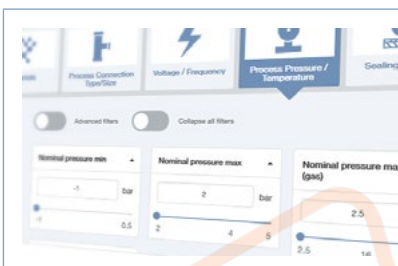 Process Connection
Type/Size
Voltage / Frequency
Process Pressure /
Temperature
Sealing
Advanced filters
Collapse all filters
Nominal pressure min
Nominal pressure max
Nominal pressure ma
(gas)
-1
bar
2
bar
2.5
-1
0.5
2
4
5
2.5
16